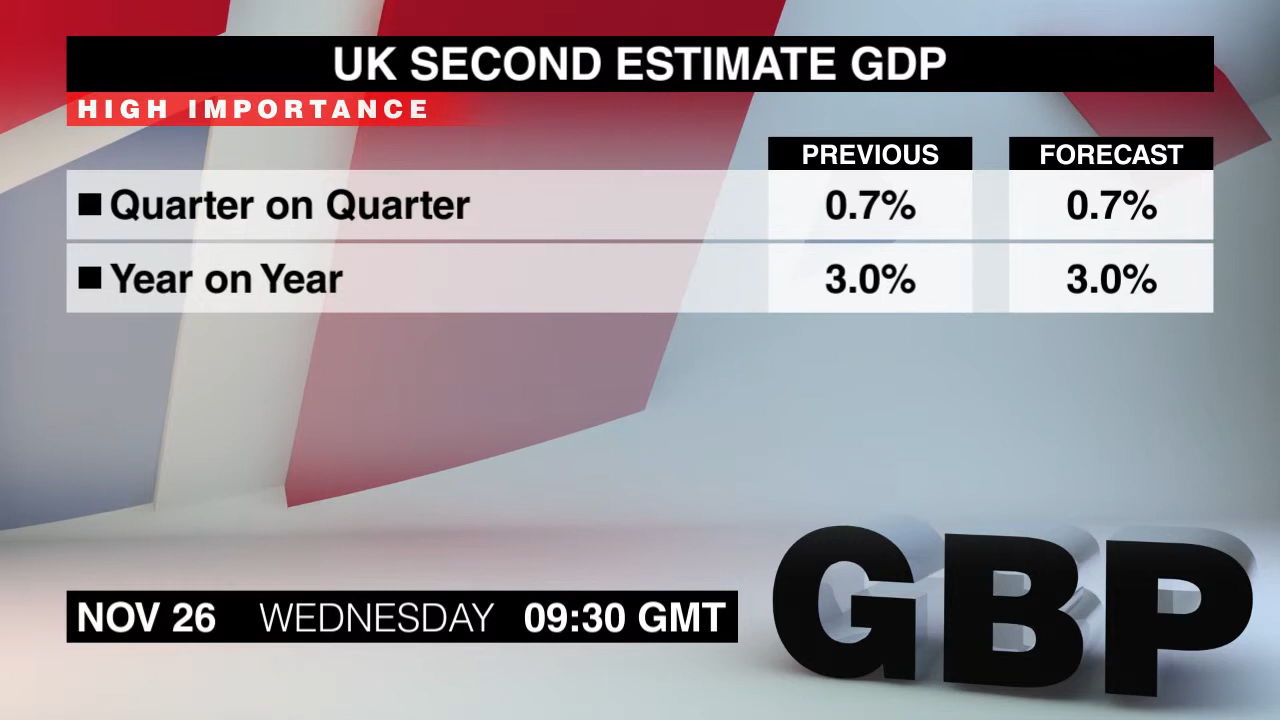 UK SECOND ESTIMATE GDP
HIGH IMPORTANCE
PREVIOUS FORECAST
Quarter on Quarter 0.7% 0.7%
Year on Year 3.0% 3.0%
NOV 26 WEDNESDAY 09:30 GMT
GBP